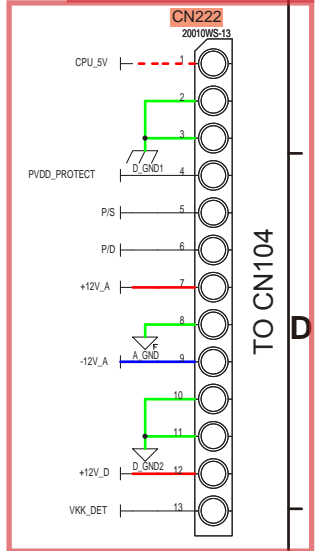 CN222
20010WS-13
CPU_5V 1
2
3
D_GND1
PVDD_PROTECT 4
P/S 5
P/D 6
+12V_A 7
8
A_GND F
-12V_A 9
10
11
D_GND2
+12V_D 12
VKK_DET 13
TO CN104
D